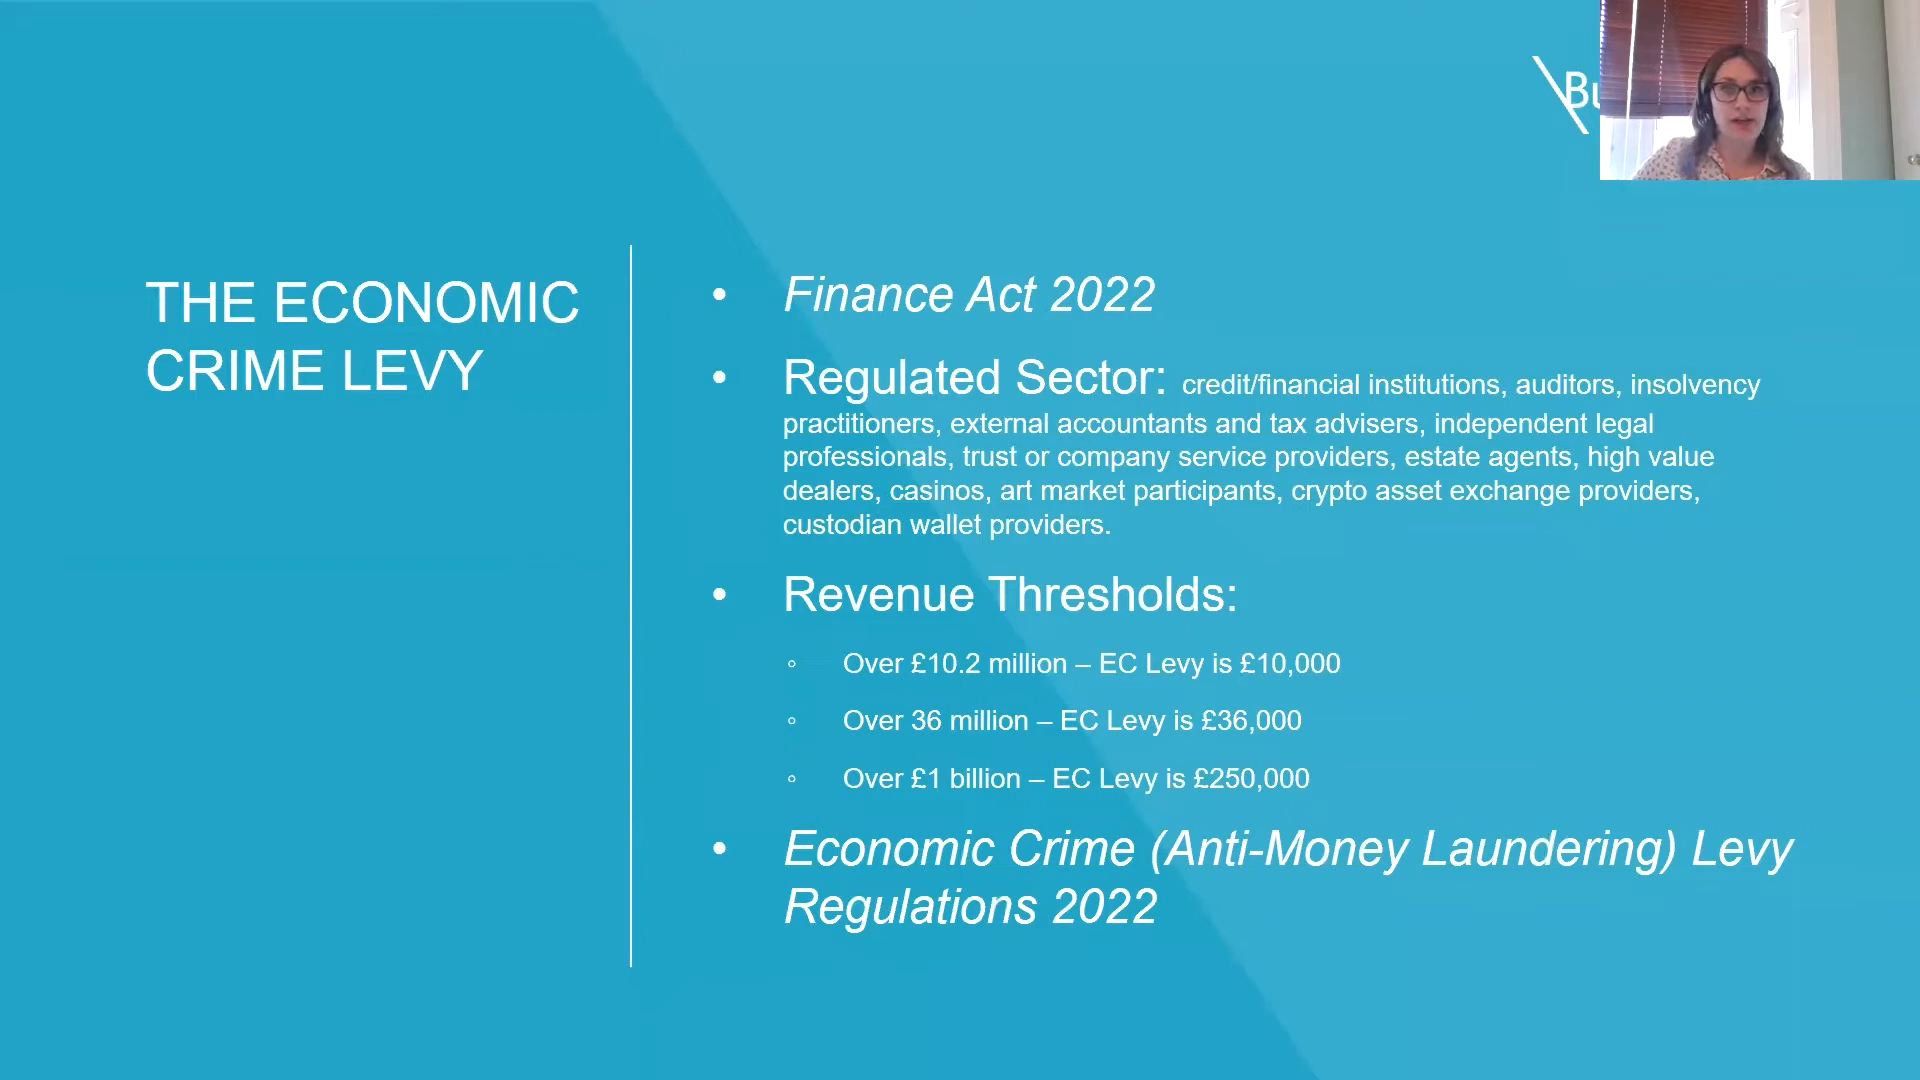 Bu
THE ECONOMIC
CRIME LEVY
• Finance Act 2022
• Regulated Sector: credit/financial institutions, auditors, insolvency
practitioners, external accountants and tax advisers, independent legal
professionals, trust or company service providers, estate agents, high value
dealers, casinos, art market participants, crypto asset exchange providers,
custodian wallet providers.
• Revenue Thresholds:
◦ Over £10.2 million – EC Levy is £10,000
◦ Over 36 million – EC Levy is £36,000
◦ Over £1 billion – EC Levy is £250,000
• Economic Crime (Anti-Money Laundering) Levy
Regulations 2022